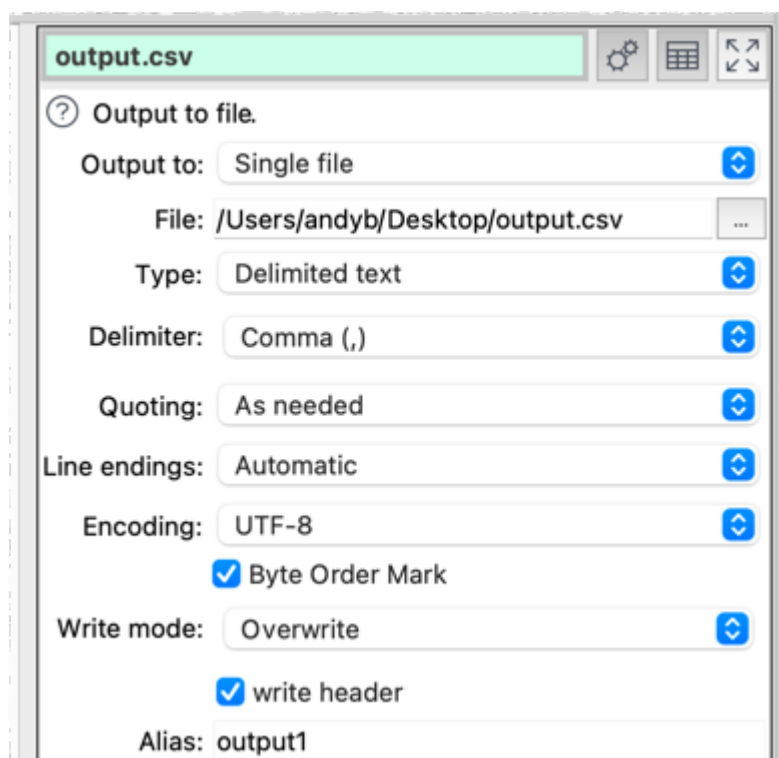 output.csv
? Output to file.
Output to: Single file
File: /Users/andyb/Desktop/output.csv ...
Type: Delimited text
Delimiter: Comma (,)
Quoting: As needed
Line endings: Automatic
Encoding: UTF-8
Byte Order Mark
Write mode: Overwrite
write header
Alias: output1